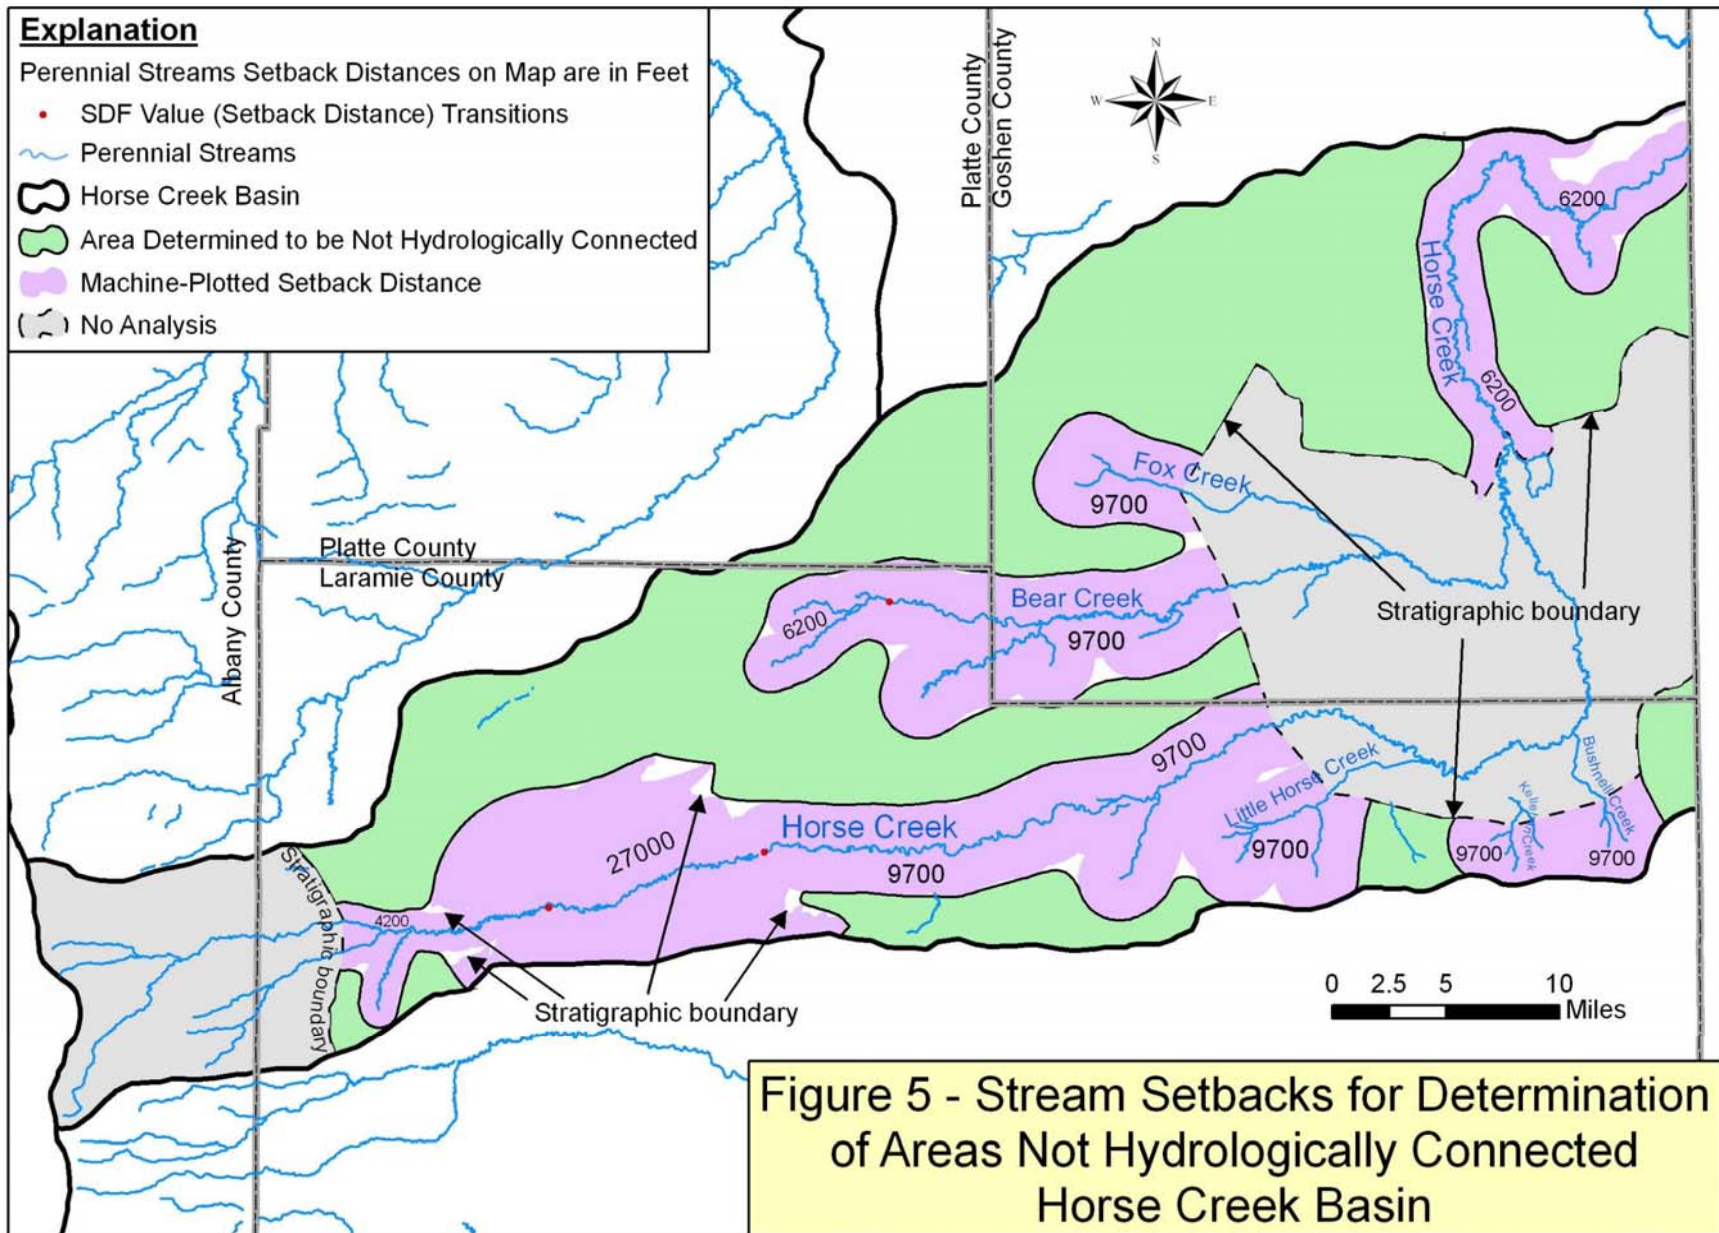 Explanation
Perennial Streams Setback Distances on Map are in Feet
SDF Value (Setback Distance) Transitions
Perennial Streams
Horse Creek Basin
Area Determined to be Not Hydrologically Connected
Machine-Plotted Setback Distance
No Analysis
Platte County
Goshen County
N
W
E
S
6200
Horse Creek
6200
Fox Creek
9700
Platte County
Laramie County
Albany County
Bear Creek
6200
9700
Stratigraphic boundary
9700
Little Horse Creek
Bushnell Creek
Kelleher Creek
27000
Horse Creek
9700
9700
9700
9700
Stratigraphic boundary
4200
Stratigraphic boundary
0 2.5 5 10
Miles
Figure 5 - Stream Setbacks for Determination
of Areas Not Hydrologically Connected
Horse Creek Basin